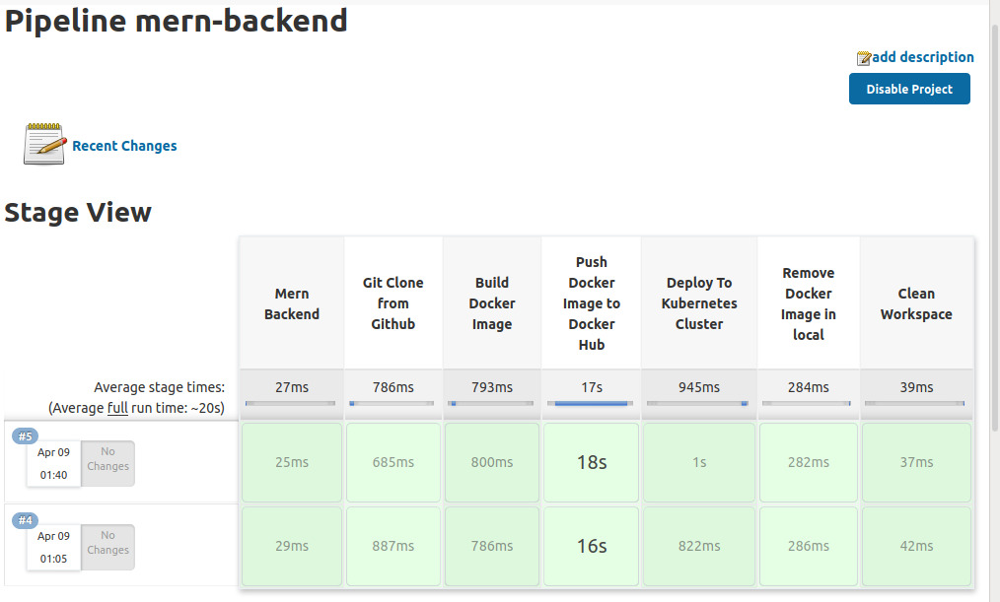 Pipeline mern-backend
add description
Disable Project
Recent Changes
Stage View
Mern
Backend
Git Clone
from
Github
Build
Docker
Image
Push
Docker
Image to
Docker
Hub
Deploy To
Kubernetes
Cluster
Remove
Docker
Image in
local
Clean
Workspace
Average stage times:
(Average full run time: ~20s)
27ms 786ms 793ms 17s 945ms 284ms 39ms
#5
Apr 09
01:40
No
Changes
25ms 685ms 800ms 18s 1s 282ms 37ms
#4
Apr 09
01:05
No
Changes
29ms 887ms 786ms 16s 822ms 286ms 42ms